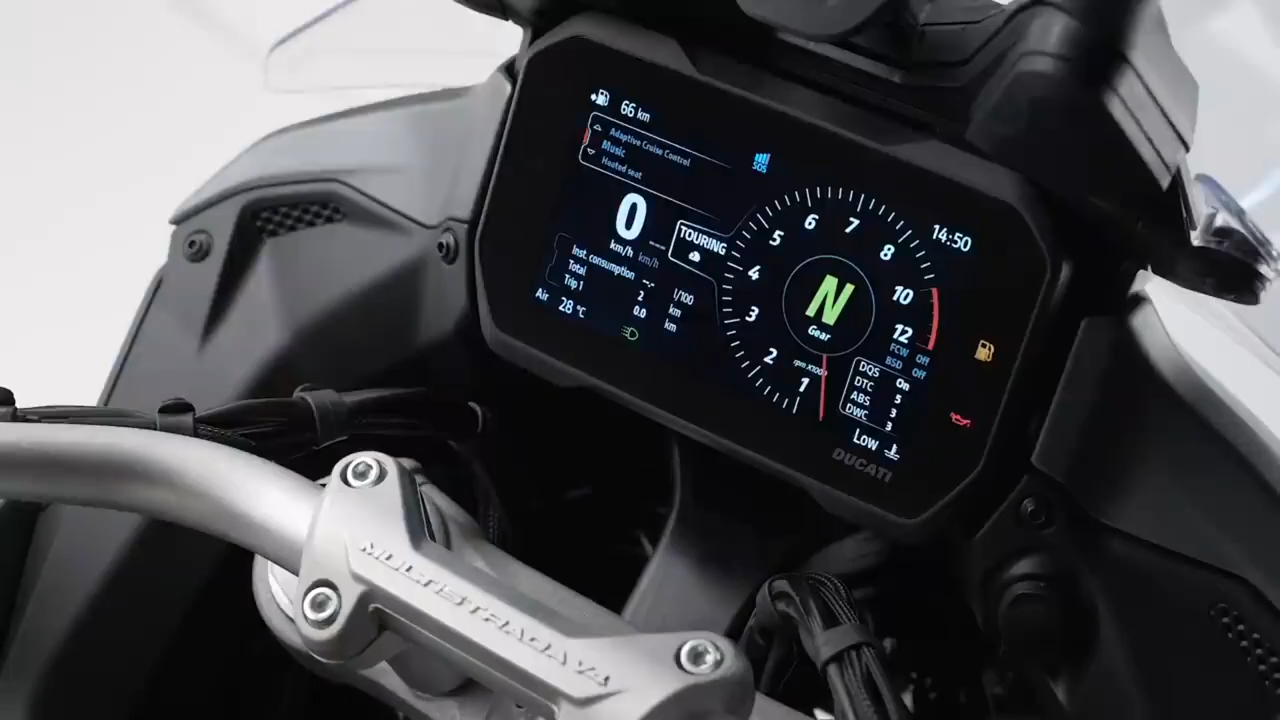 66 km
Adaptive Cruise Control
Music
Heated seat
SOS
0
km/h km/h
TOURING
Inst. consumption --.- l/100
Total 2 km
Trip 1 0.0 km
Air 28 °C
14:50
1
2
3
4
5
6
7
8
10
12
N
Gear
rpm X1000
FCW Off
BSD Off
DQS On
DTC 5
ABS 3
DWC 3
Low
DUCATI
MULTISTRADA V4